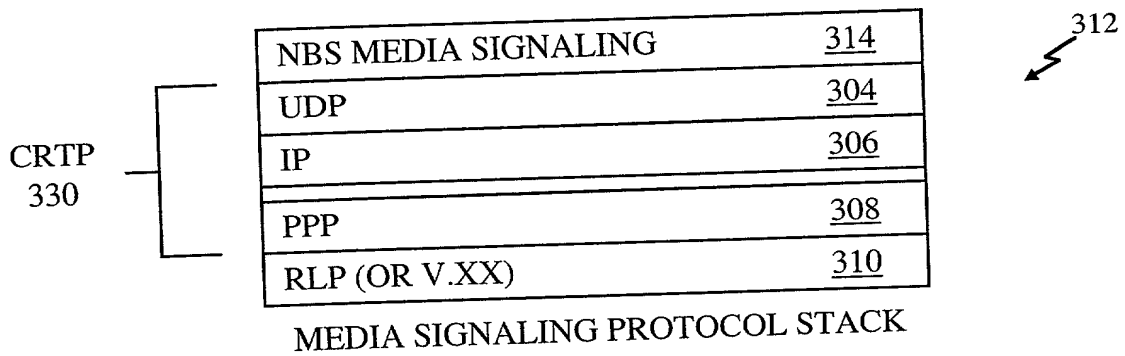 312
NBS MEDIA SIGNALING 314
UDP 304
IP 306
CRTP
330
PPP 308
RLP (OR V.XX) 310
MEDIA SIGNALING PROTOCOL STACK